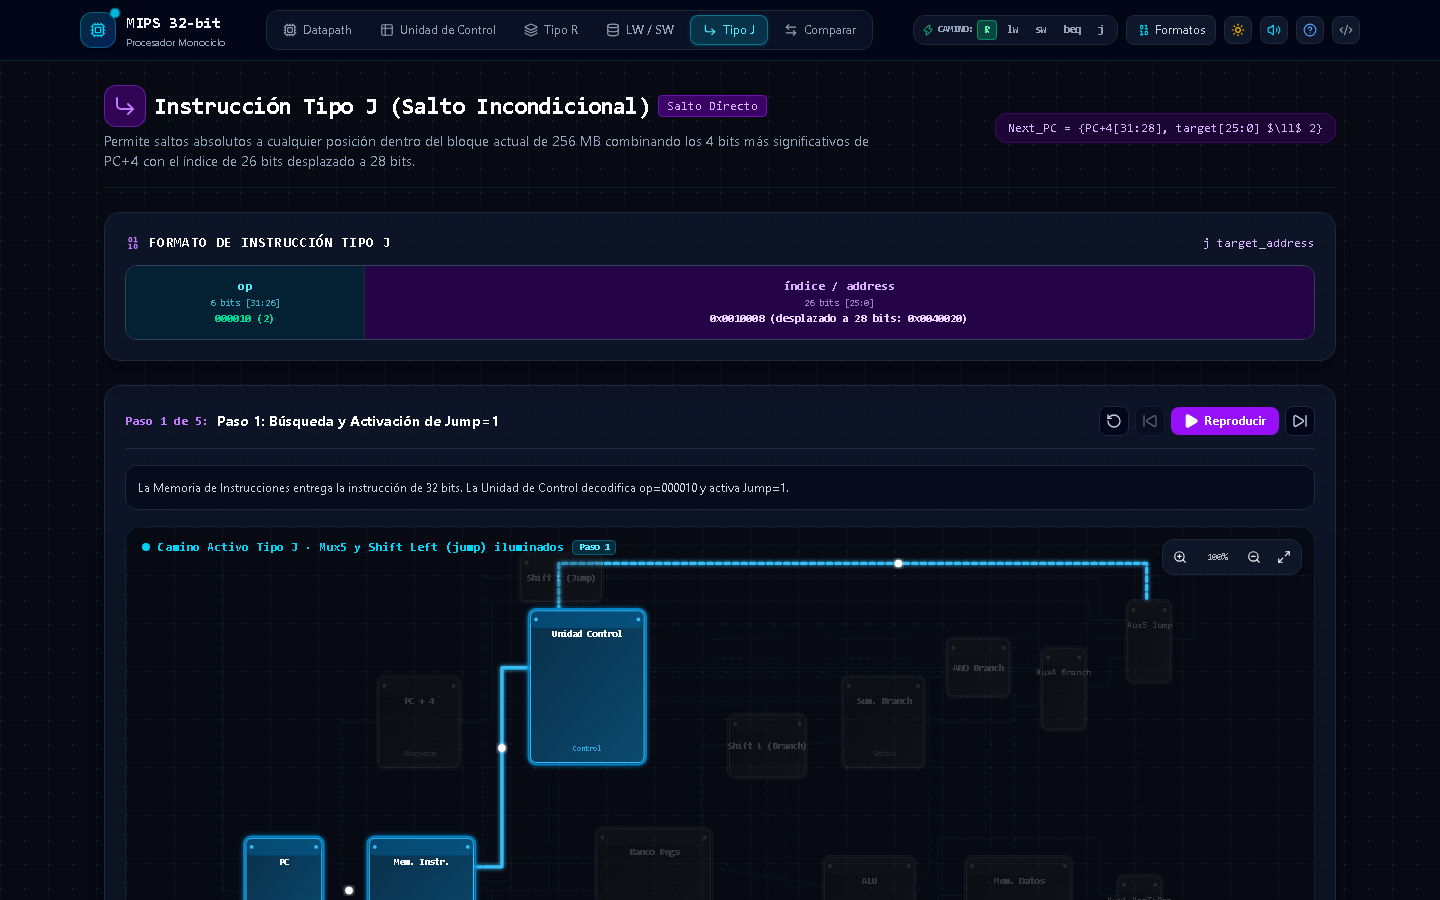 MIPS 32-bit
Procesador Monociclo
Datapath
Unidad de Control
Tipo R
LW / SW
Tipo J
Comparar
CAMINO: R lw sw beq j
Formatos
Instrucción Tipo J (Salto Incondicional)
Salto Directo
Permite saltos absolutos a cualquier posición dentro del bloque actual de 256 MB combinando los 4 bits más significativos de
PC+4 con el índice de 26 bits desplazado a 28 bits.
Next_PC = {PC+4[31:28], target[25:0] $\ll$ 2}
FORMATO DE INSTRUCCIÓN TIPO J
j target_address
op
6 bits [31:26]
000010 (2)
índice / address
26 bits [25:0]
0x0010008 (desplazado a 28 bits: 0x0040020)
Paso 1 de 5: Paso 1: Búsqueda y Activación de Jump=1
Reproducir
La Memoria de Instrucciones entrega la instrucción de 32 bits. La Unidad de Control decodifica op=000010 y activa Jump=1.
Camino Activo Tipo J · Mux5 y Shift Left (jump) iluminados
Paso 1
100%
Shift L (Jump)
Unidad Control
Control
Mux5 Jump
AND Branch
Mux4 Branch
PC + 4
Búsqueda
Sum. Branch
Saltos
Shift L (Branch)
PC
Mem. Instr.
Banco Regs
ALU
Mem. Datos